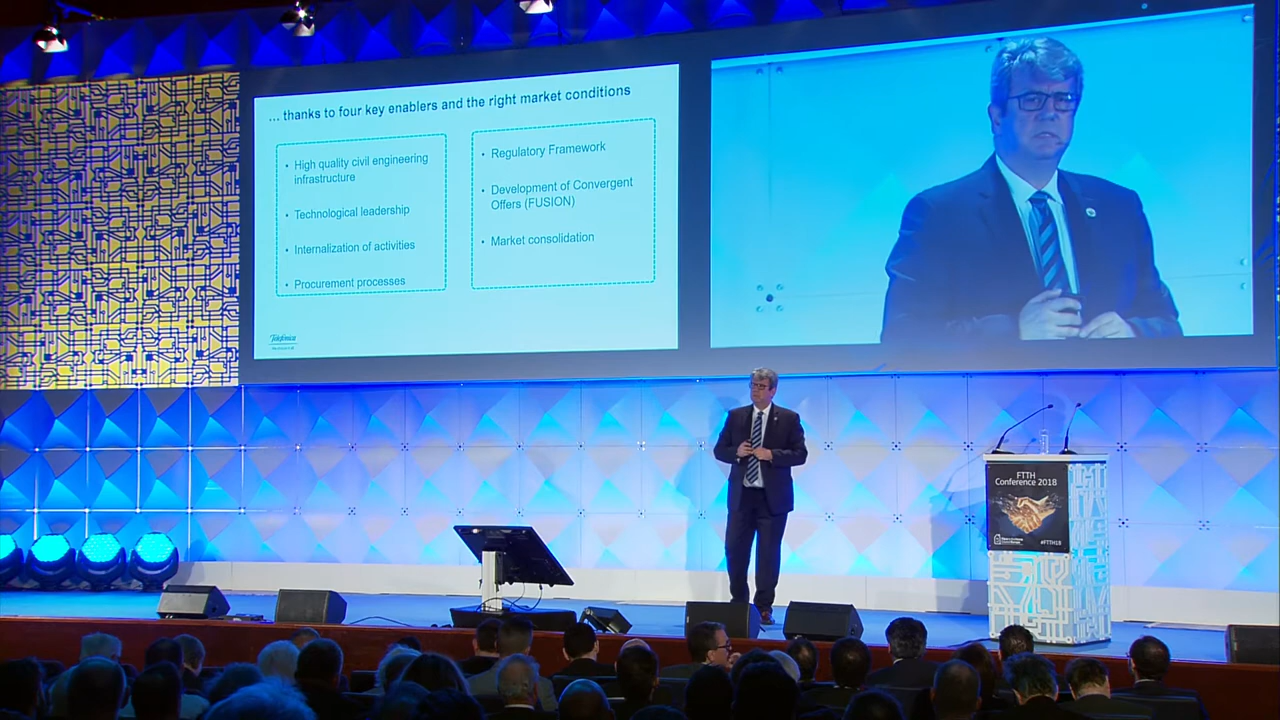 ... thanks to four key enablers and the right market conditions
• High quality civil engineering
infrastructure
• Technological leadership
• Internalization of activities
• Procurement processes
• Regulatory Framework
• Development of Convergent
Offers (FUSION)
• Market consolidation
Telefónica
FTTH
Conference 2018
#FTTH18